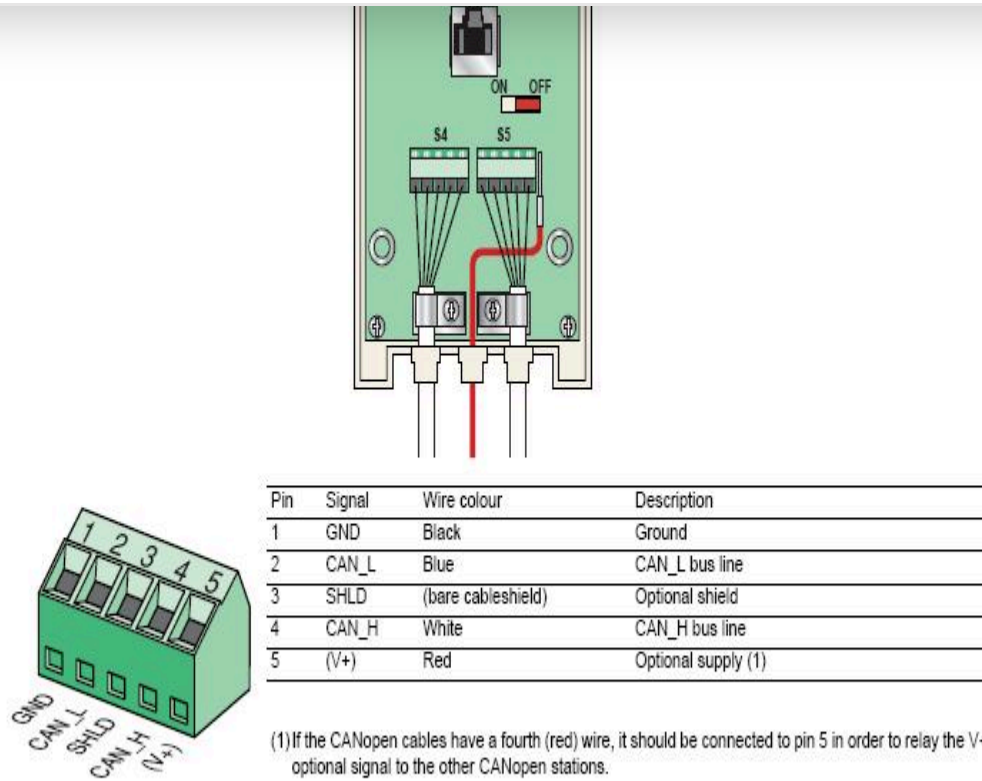 ON OFF
S4 S5
Pin Signal Wire colour Description
1 GND Black Ground
2 CAN_L Blue CAN_L bus line
3 SHLD (bare cableshield) Optional shield
4 CAN_H White CAN_H bus line
5 (V+) Red Optional supply (1)
1 2 3 4 5
GND
CAN_L
SHLD
CAN_H
(V+)
(1) If the CANopen cables have a fourth (red) wire, it should be connected to pin 5 in order to relay the V+
optional signal to the other CANopen stations.